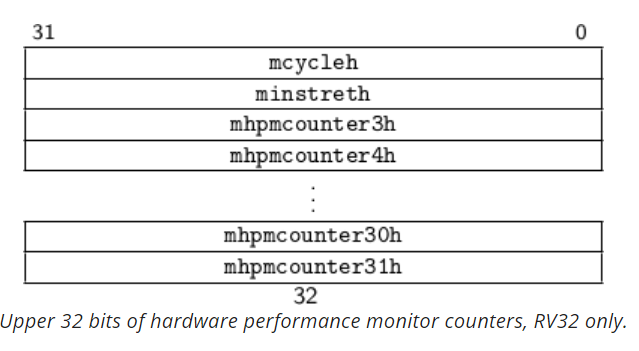 31 0
mcycleh
minstreth
mhpmcounter3h
mhpmcounter4h
⋮
mhpmcounter30h
mhpmcounter31h
32
Upper 32 bits of hardware performance monitor counters, RV32 only.